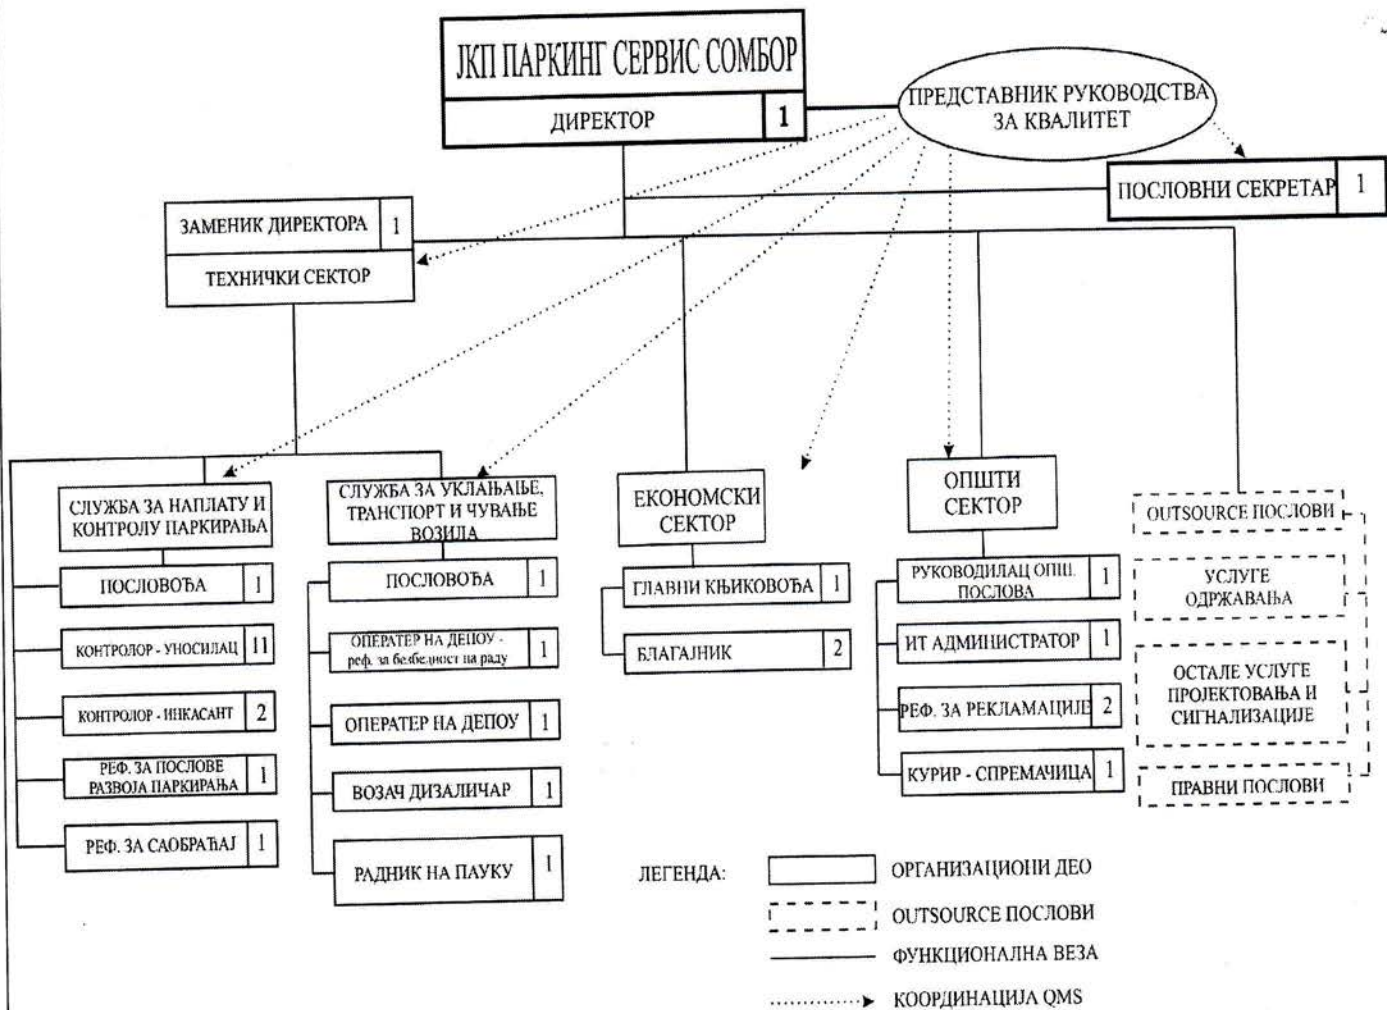 ЈКП ПАРКИНГ СЕРВИС СОМБОР
ДИРЕКТОР 1
ПРЕДСТАВНИК РУКОВОДСТВА
ЗА КВАЛИТЕТ
ПОСЛОВНИ СЕКРЕТАР 1
ЗАМЕНИК ДИРЕКТОРА 1
ТЕХНИЧКИ СЕКТОР
СЛУЖБА ЗА НАПЛАТУ И
КОНТРОЛУ ПАРКИРАЊА
ПОСЛОВОЂА 1
КОНТРОЛОР - УНОСИЛАЦ 11
КОНТРОЛОР - ИНКАСАНТ 2
РЕФ. ЗА ПОСЛОВЕ
РАЗВОЈА ПАРКИРАЊА 1
РЕФ. ЗА САОБРАЋАЈ 1
СЛУЖБА ЗА УКЛАЊАЊЕ,
ТРАНСПОРТ И ЧУВАЊЕ
ВОЗИЛА
ПОСЛОВОЂА 1
ОПЕРАТЕР НА ДЕПОУ -
реф. за безбедност на раду 1
ОПЕРАТЕР НА ДЕПОУ 1
ВОЗАЧ ДИЗАЛИЧАР 1
РАДНИК НА ПАУКУ 1
ЕКОНОМСКИ
СЕКТОР
ГЛАВНИ КЊИКОВОЂА 1
БЛАГАЈНИК 2
ОПШТИ
СЕКТОР
РУКОВОДИЛАЦ ОПШ.
ПОСЛОВА 1
ИТ АДМИНИСТРАТОР 1
РЕФ. ЗА РЕКЛАМАЦИЈЕ 2
КУРИР - СПРЕМАЧИЦА 1
OUTSOURCE ПОСЛОВИ
УСЛУГЕ
ОДРЖАВАЊА
ОСТАЛЕ УСЛУГЕ
ПРОЈЕКТОВАЊА И
СИГНАЛИЗАЦИЈЕ
ПРАВНИ ПОСЛОВИ
ЛЕГЕНДА:
ОРГАНИЗАЦИОНИ ДЕО
OUTSOURCE ПОСЛОВИ
ФУНКЦИОНАЛНА ВЕЗА
КООРДИНАЦИЈА QMS